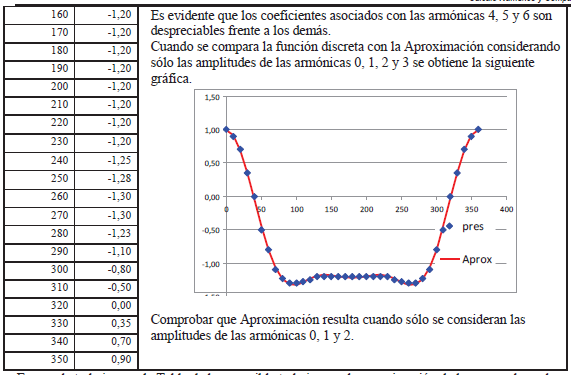 160 -1,20
170 -1,20
180 -1,20
190 -1,20
200 -1,20
210 -1,20
220 -1,20
230 -1,20
240 -1,25
250 -1,28
260 -1,30
270 -1,30
280 -1,23
290 -1,10
300 -0,80
310 -0,50
320 0,00
330 0,35
340 0,70
350 0,90
Es evidente que los coeficientes asociados con las armónicas 4, 5 y 6 son
despreciables frente a los demás.
Cuando se compara la función discreta con la Aproximación considerando
sólo las amplitudes de las armónicas 0, 1, 2 y 3 se obtiene la siguiente
gráfica.
1,50
1,00
0,50
0,00
0 50 100 150 200 250 300 350 400
-0,50
pres
-1,00
Aprox
Comprobar que Aproximación resulta cuando sólo se consideran las
amplitudes de las armónicas 0, 1 y 2.